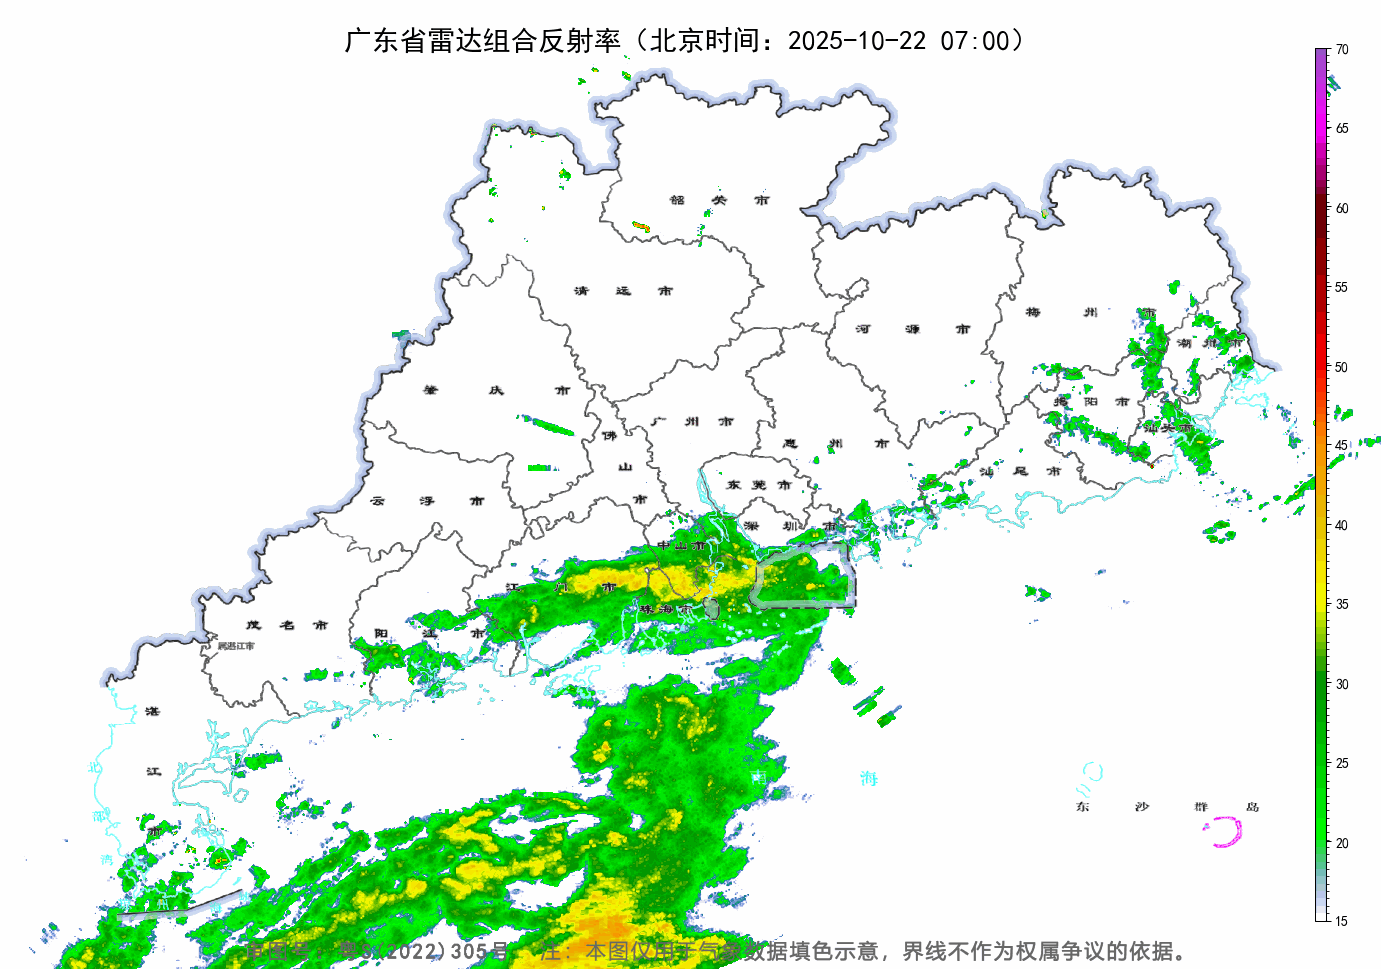 广东省雷达组合反射率（北京时间：2025-10-22 07:00）
70
65
60
55
50
45
40
35
30
25
20
15
韶关市
清远市
河源市
梅州市
潮州市
肇庆市
广州市
佛山市
惠州市
揭阳市
汕头市
汕尾市
东莞市
云浮市
深圳市
中山市
江门市
珠海市
茂名市
阳江市
属湛江市
湛江市
北部湾
南海
东沙群岛
(2022)305号 注：本图仅用于气象数据填色示意，界线不作为权属争议的依据。